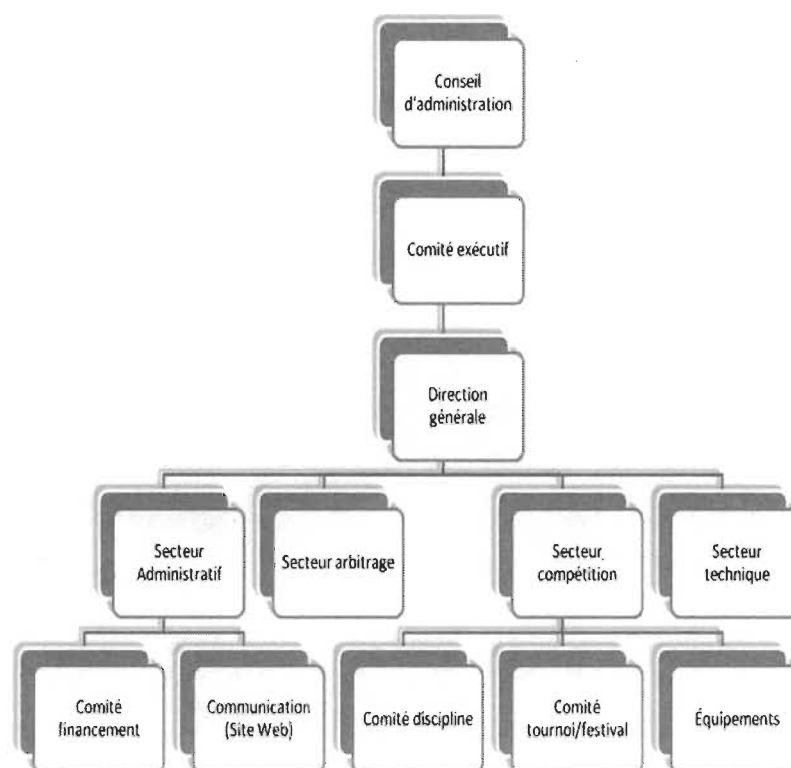 Conseil
d'administration
Comité exécutif
Direction
générale
Secteur
Administratif
Secteur arbitrage
Secteur
compétition
Secteur
technique
Comité
financement
Communication
(Site Web)
Comité discipline
Comité
tournoi/festival
Équipements